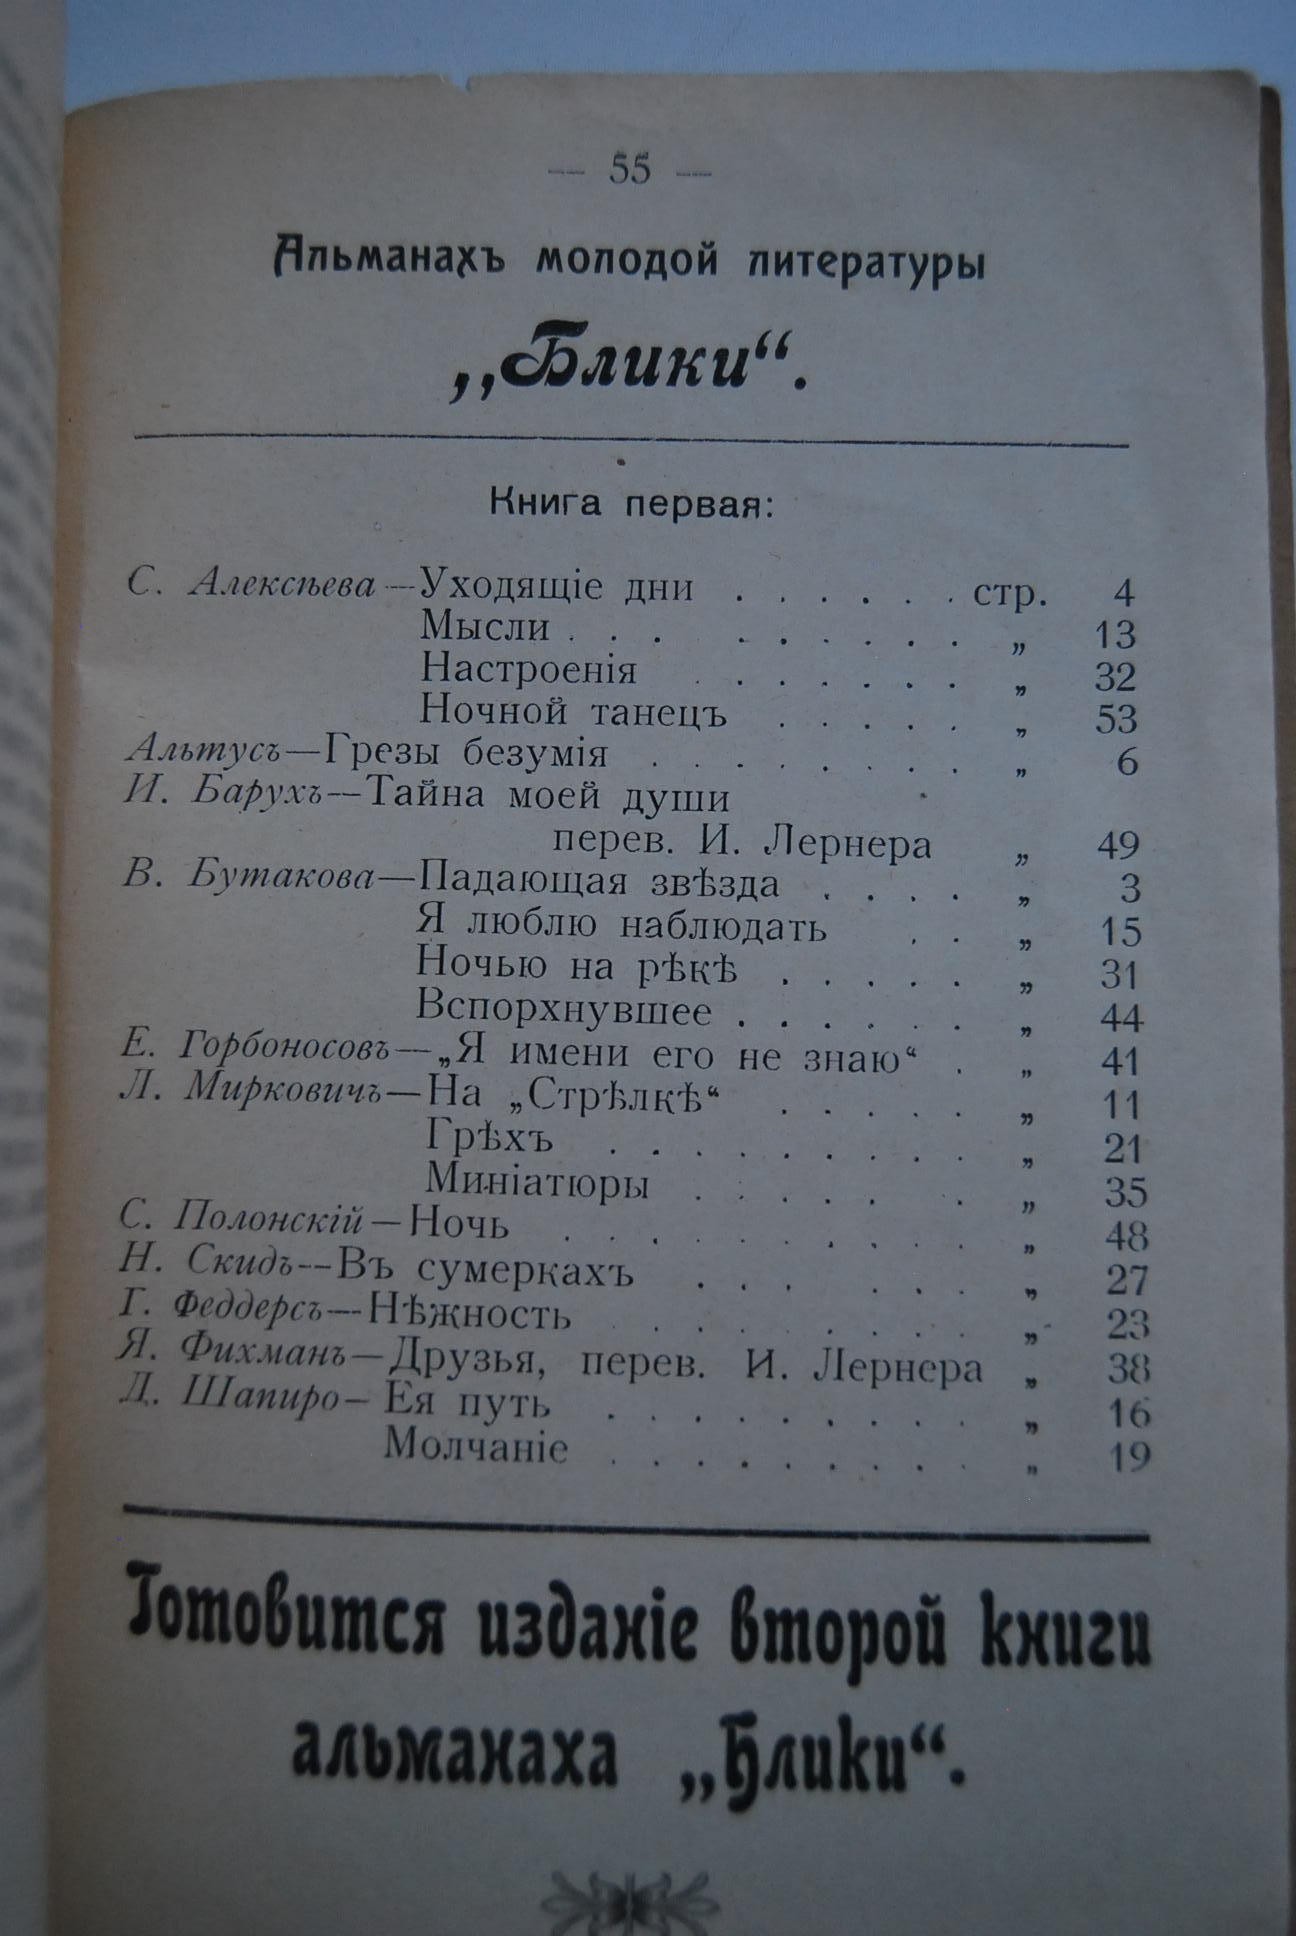 — 55 —
Альманахъ молодой литературы
„Блики“.
Книга первая:
С. Алексѣева—Уходящіе дни . . . . . . стр. 4
Мысли . . . . . . . . . „ 13
Настроенія . . . . . . . „ 32
Ночной танецъ . . . . . „ 53
Альтусъ—Грезы безумія . . . . . . . . „ 6
И. Барухъ—Тайна моей души
перев. И. Лернера „ 49
В. Бутакова—Падающая звѣзда . . . . „ 3
Я люблю наблюдать . . „ 15
Ночью на рѣкѣ . . . . . „ 31
Вспорхнувшее . . . . . . „ 44
Е. Горбоносовъ—„Я имени его не знаю“ . „ 41
Л. Мирковичъ—На „Стрѣлкѣ“ . . . . . „ 11
Грѣхъ . . . . . . . . . „ 21
Миніатюры . . . . . . „ 35
С. Полонскій—Ночь . . . . . . . . . . „ 48
Н. Скидъ—Въ сумеркахъ . . . . . . „ 27
Г. Феддерсъ—Нѣжность . . . . . . . . „ 23
Я. Фихманъ—Друзья, перев. И. Лернера „ 38
Д. Шапиро—Ея путь . . . . . . . . . „ 16
Молчаніе . . . . . . . . . „ 19
Готовится изданіе второй книги
альманаха „Блики“.